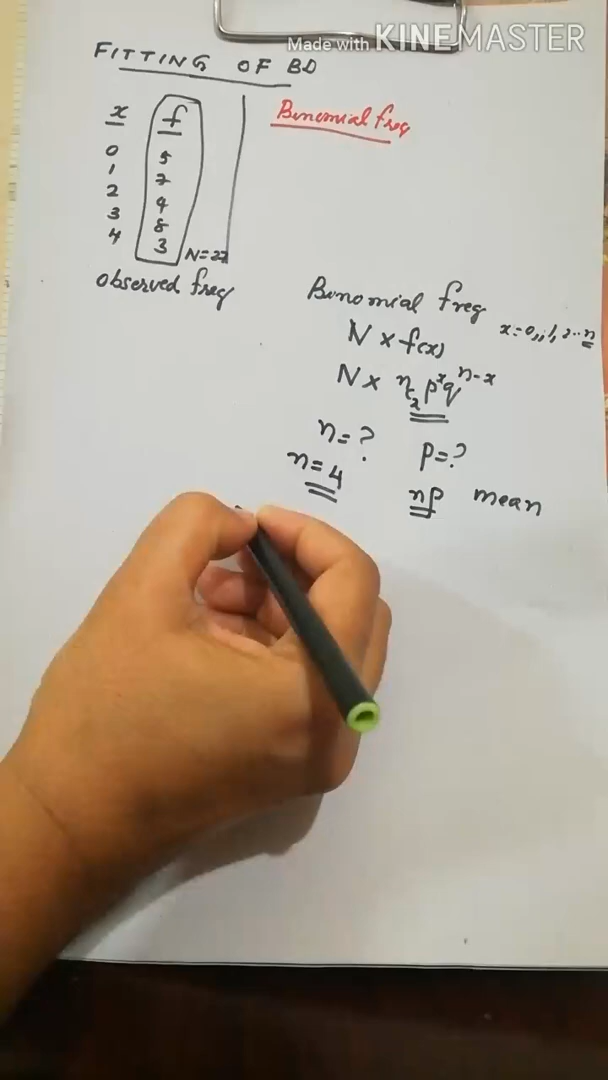 Made with KINEMASTER
FITTING OF BD
x f
0 5
1 7
2 4
3 8
4 3
N=27
observed freq
Binomial freq
Binomial freq
x=0,1,2..n
N x f(x)
N x nCx p^x q^n-x
n=?
p=?
n=4
np mean